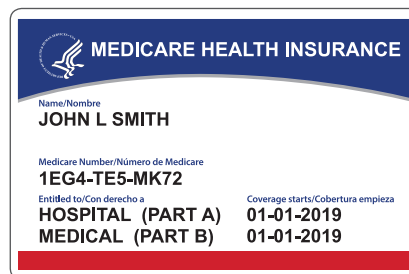 MEDICARE HEALTH INSURANCE
Name/Nombre
JOHN L SMITH
Medicare Number/Número de Medicare
1EG4-TE5-MK72
Entitled to/Con derecho a Coverage starts/Cobertura empieza
HOSPITAL (PART A) 01-01-2019
MEDICAL (PART B) 01-01-2019